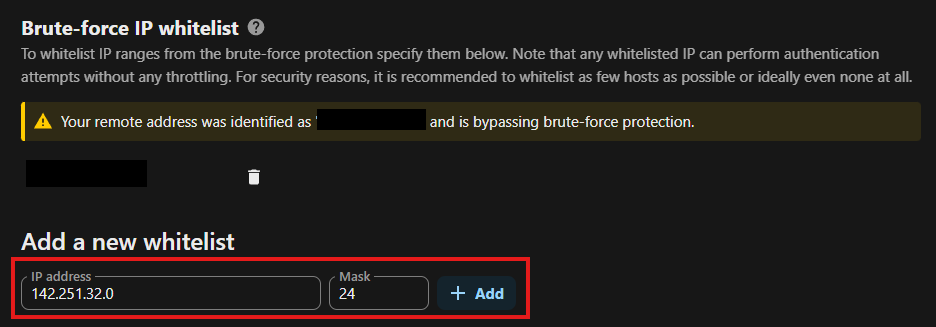 Brute-force IP whitelist ?
To whitelist IP ranges from the brute-force protection specify them below. Note that any whitelisted IP can perform authentication
attempts without any throttling. For security reasons, it is recommended to whitelist as few hosts as possible or ideally even none at all.
Your remote address was identified as ' and is bypassing brute-force protection.
Add a new whitelist
IP address Mask
142.251.32.0 24 + Add